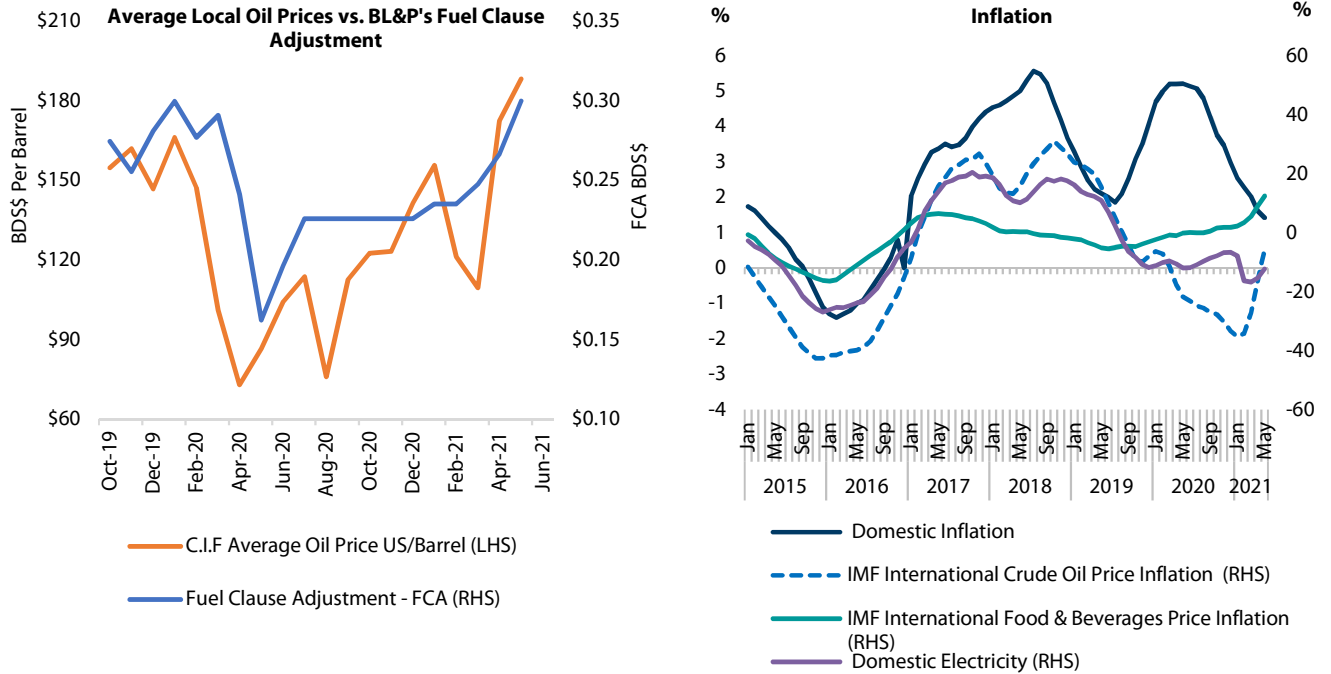 Average Local Oil Prices vs. BL&P's Fuel Clause
Adjustment
$210
$180
$150
$120
$90
$60
BDS$ Per Barrel
$0.35
$0.30
$0.25
$0.20
$0.15
$0.10
FCA BDS$
Oct-19
Dec-19
Feb-20
Apr-20
Jun-20
Aug-20
Oct-20
Dec-20
Feb-21
Apr-21
Jun-21
C.I.F Average Oil Price US/Barrel (LHS)
Fuel Clause Adjustment - FCA (RHS)
Inflation
%
6
5
4
3
2
1
0
-1
-2
-3
-4
%
60
40
20
0
-20
-40
-60
Jan
May
Sep
Jan
May
Sep
Jan
May
Sep
Jan
May
Sep
Jan
May
Sep
Jan
May
Sep
Jan
May
2015
2016
2017
2018
2019
2020
2021
Domestic Inflation
IMF International Crude Oil Price Inflation (RHS)
IMF International Food & Beverages Price Inflation
(RHS)
Domestic Electricity (RHS)